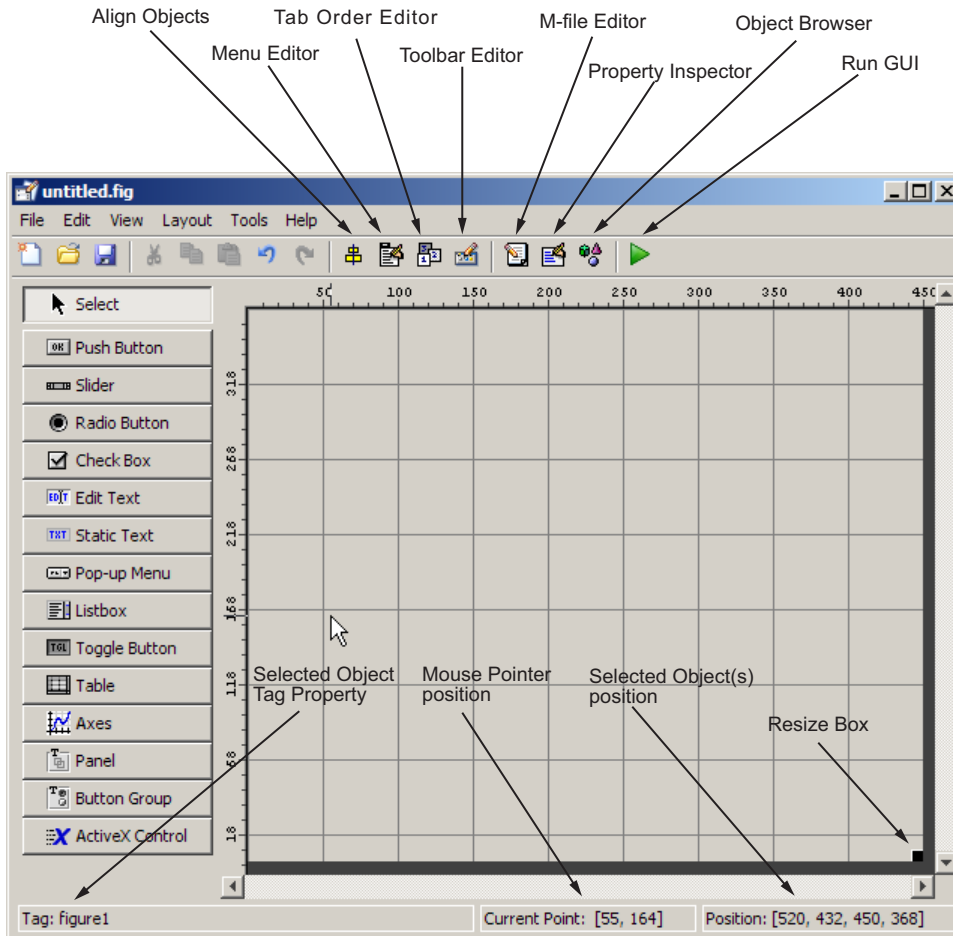 Align Objects
Tab Order Editor
M-file Editor
Object Browser
Menu Editor
Toolbar Editor
Property Inspector
Run GUI
untitled.fig
File Edit View Layout Tools Help
Select
50 100 150 200 250 300 350 400 450
Push Button
Slider
318
Radio Button
Check Box
268
Edit Text
Static Text
218
Pop-up Menu
Listbox
168
Toggle Button
Table
118
Axes
Panel
68
Button Group
ActiveX Control
18
OK
EDIT
TXT
TGL
Selected Object
Tag Property
Mouse Pointer
position
Selected Object(s)
position
Resize Box
Tag: figure1
Current Point: [55, 164]
Position: [520, 432, 450, 368]